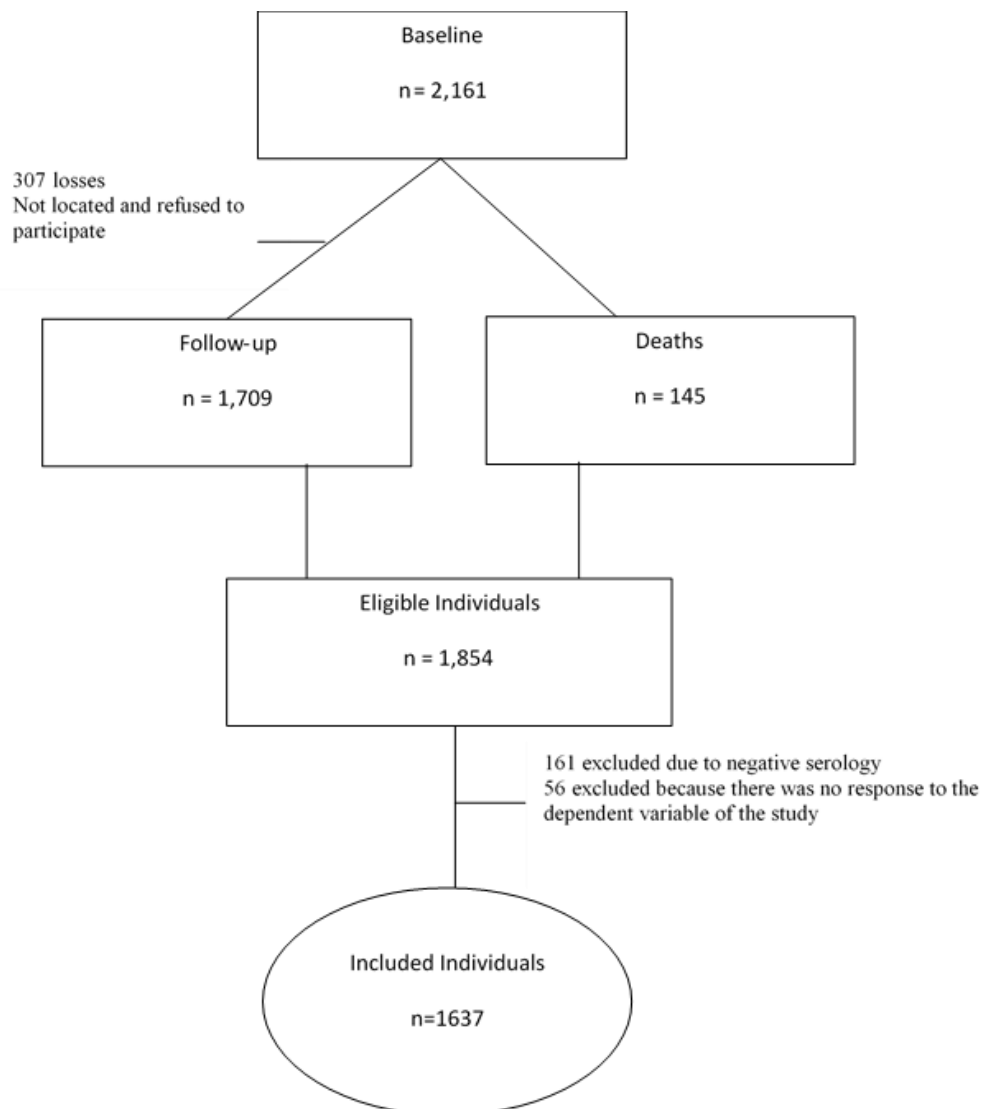 Baseline
n= 2,161
307 losses
Not located and refused to
participate
Follow-up
n = 1,709
Deaths
n = 145
Eligible Individuals
n = 1,854
161 excluded due to negative serology
56 excluded because there was no response to the
dependent variable of the study
Included Individuals
n=1637